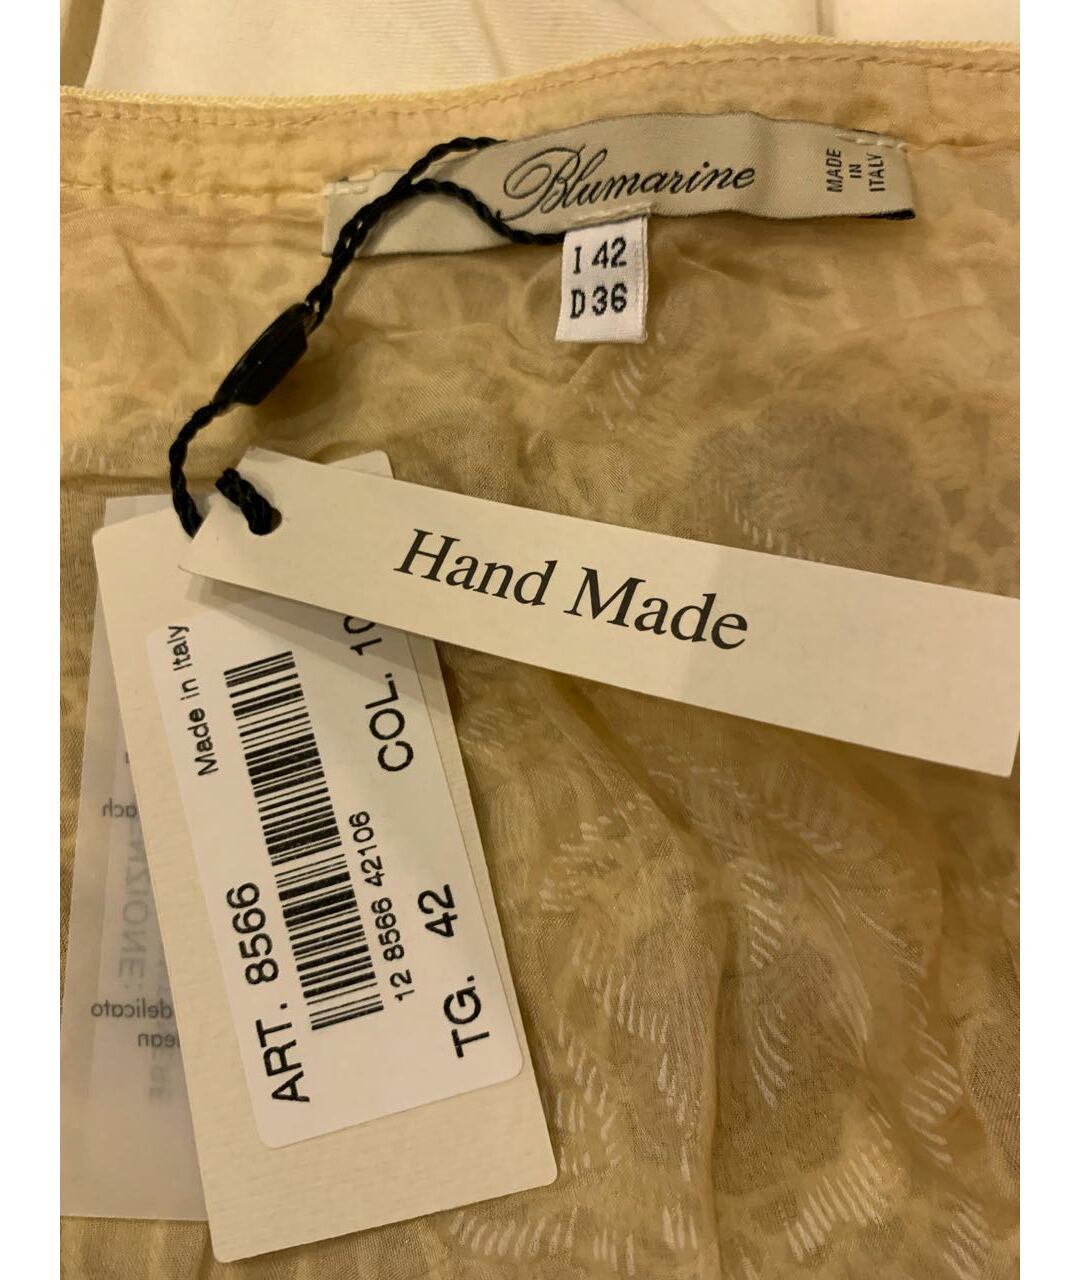 Blumarine
MADE
IN
ITALY
I 42
D 36
Hand Made
Made in Italy
COL. 10
12 8566 42106
ART. 8566
TG. 42
delicato